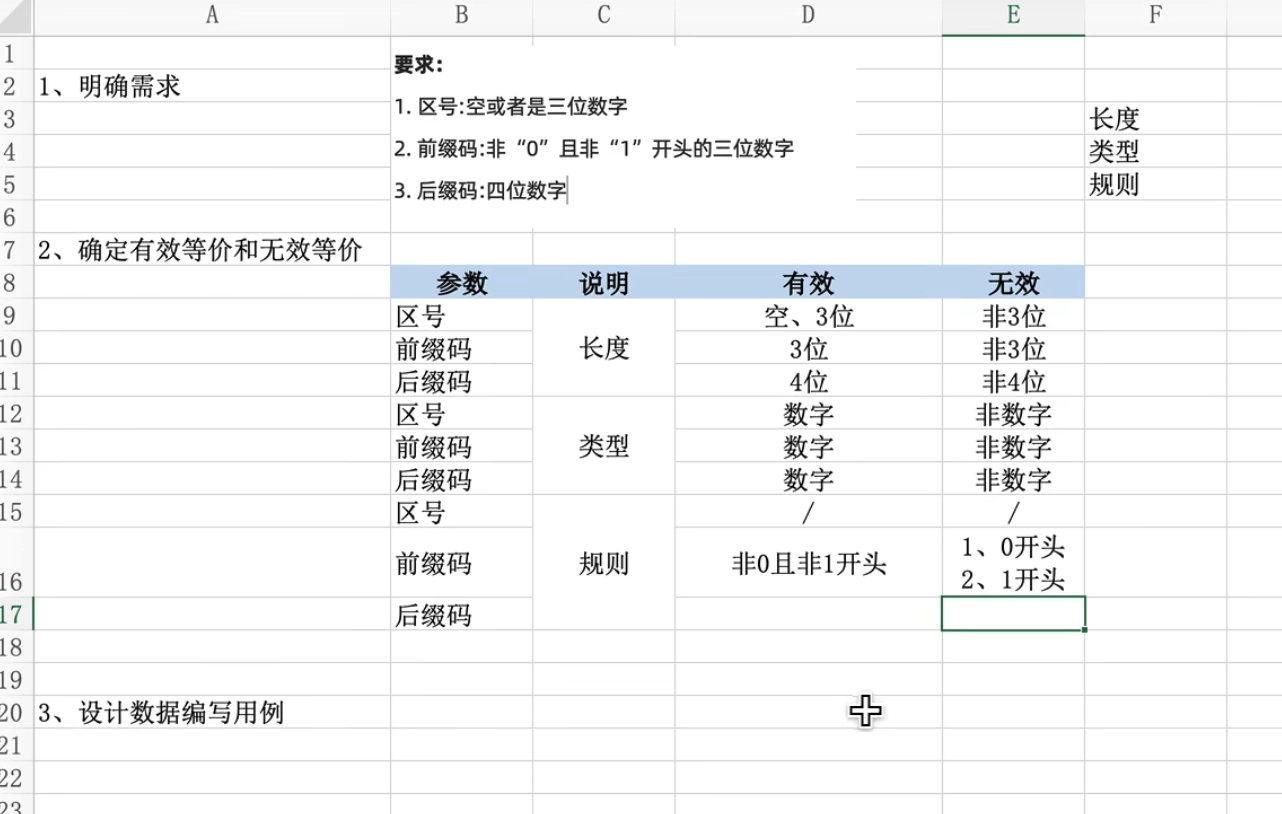 A B C D E F
1
2 1、明确需求
要求:
1. 区号:空或者是三位数字
2. 前缀码:非“0”且非“1”开头的三位数字
3. 后缀码:四位数字
3 长度
4 类型
5 规则
6
7 2、确定有效等价和无效等价
8 参数 说明 有效 无效
9 区号 空、3位 非3位
10 前缀码 长度 3位 非3位
11 后缀码 4位 非4位
12 区号 数字 非数字
13 前缀码 类型 数字 非数字
14 后缀码 数字 非数字
15 区号 / /
16 前缀码 规则 非0且非1开头 1、0开头
2、1开头
17 后缀码
18
19
20 3、设计数据编写用例
21
22
23